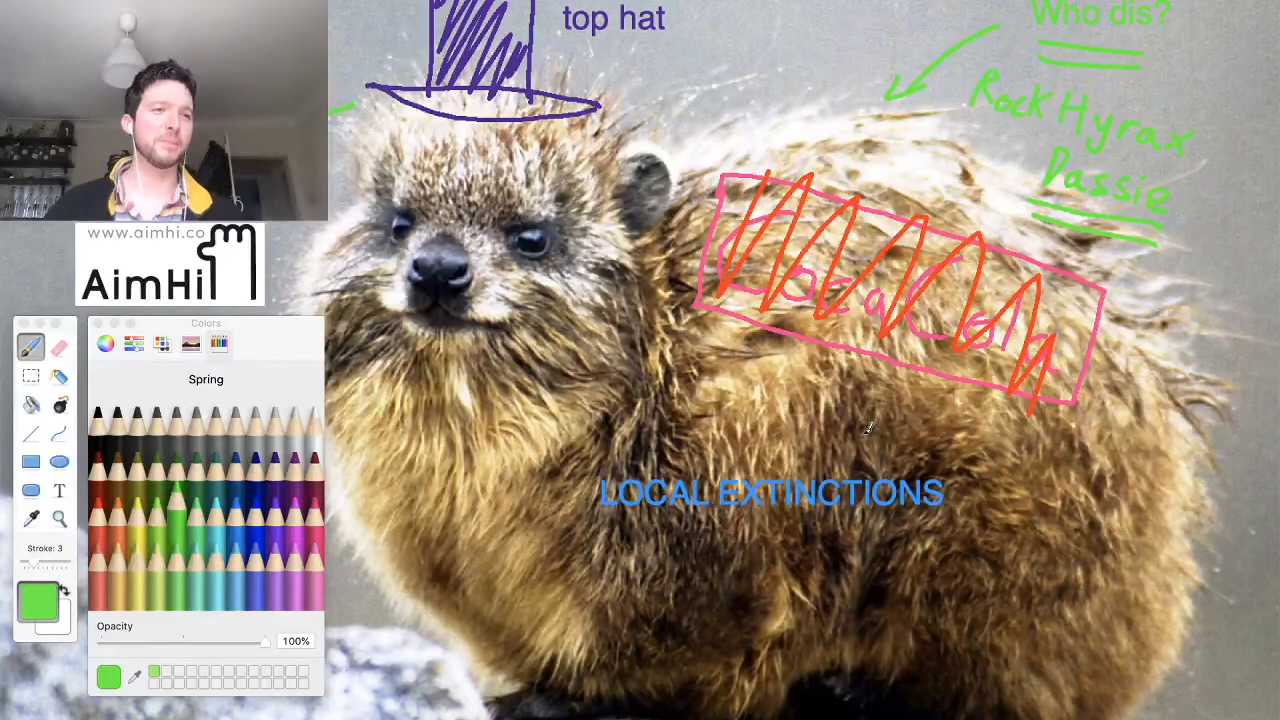 top hat
Who dis?
Rock Hyrax
Dassie
www.aimhi.co
AimHi
Colors
Spring
LOCAL EXTINCTIONS
T
Stroke: 3
Opacity
100%